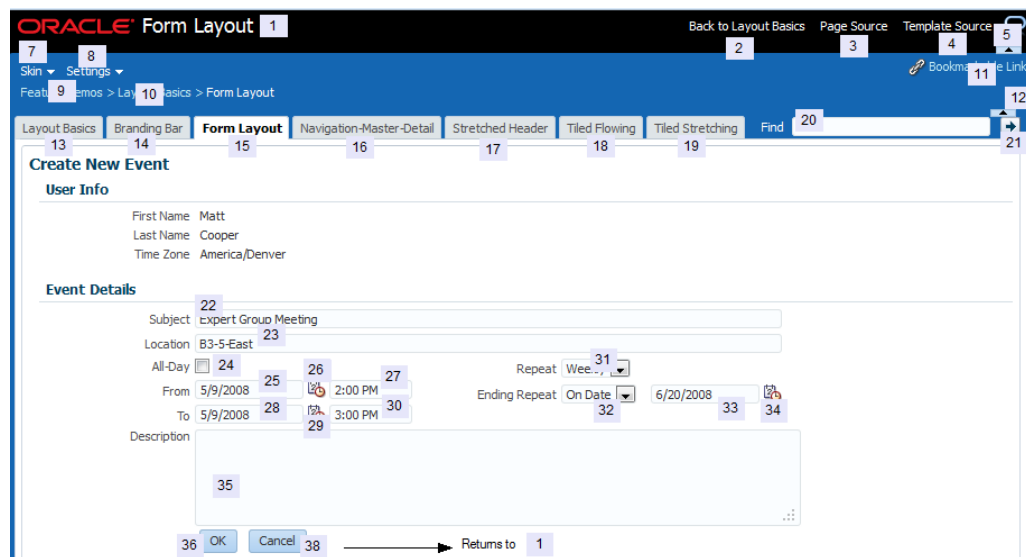 ORACLE Form Layout 1 Back to Layout Basics Page Source Template Source
2 3 4 5
7 8
Skin Settings Bookma le Link
11
Featu emos > Lay Basics > Form Layout
9 10 12
Layout Basics Branding Bar Form Layout Navigation-Master-Detail Stretched Header Tiled Flowing Tiled Stretching Find 20
13 14 15 16 17 18 19 21
Create New Event
User Info
First Name Matt
Last Name Cooper
Time Zone America/Denver
Event Details
22
Subject Expert Group Meeting
23
Location B3-5-East
All-Day 24 26 Repeat 31
From 5/9/2008 25 2:00 PM 27 Ending Repeat On Date 6/20/2008
To 5/9/2008 28 29 3:00 PM 30 32 33 34
Description
35
36 OK Cancel 38 Returns to 1